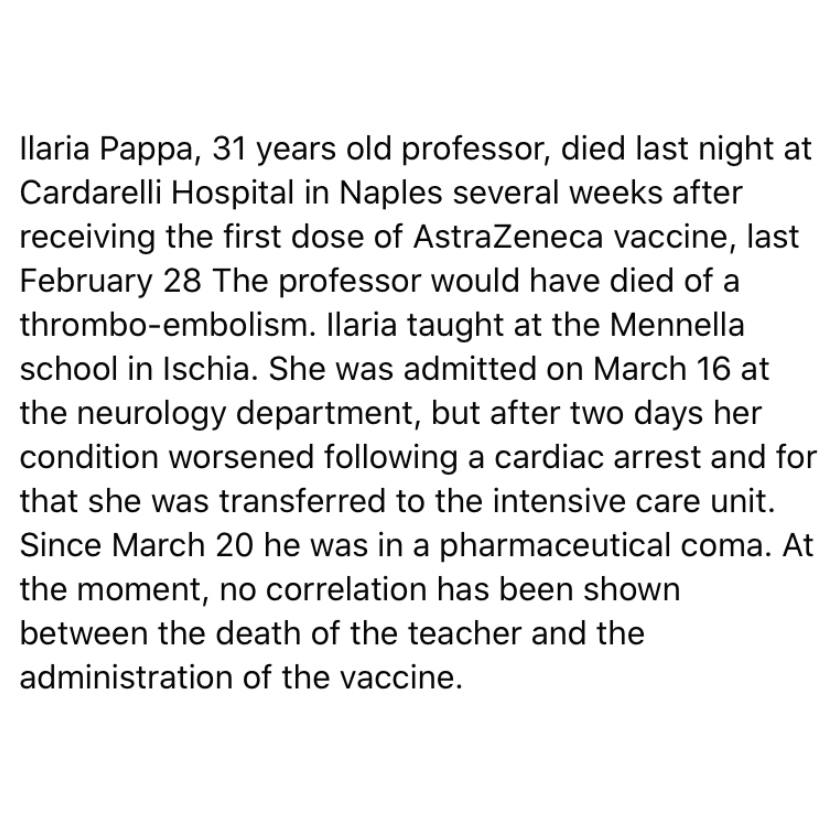 Ilaria Pappa, 31 years old professor, died last night at
Cardarelli Hospital in Naples several weeks after
receiving the first dose of AstraZeneca vaccine, last
February 28 The professor would have died of a
thrombo-embolism. Ilaria taught at the Mennella
school in Ischia. She was admitted on March 16 at
the neurology department, but after two days her
condition worsened following a cardiac arrest and for
that she was transferred to the intensive care unit.
Since March 20 he was in a pharmaceutical coma. At
the moment, no correlation has been shown
between the death of the teacher and the
administration of the vaccine.